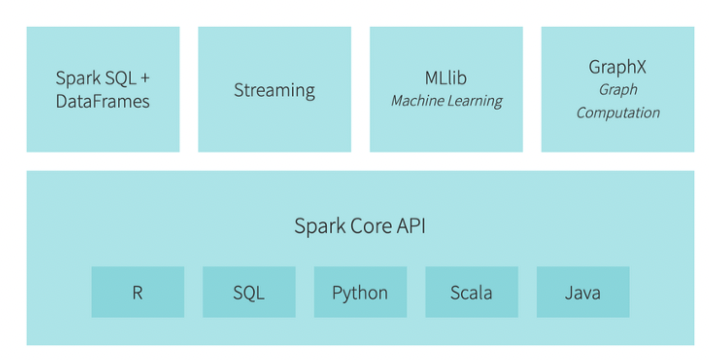 Spark SQL +
DataFrames
Streaming
MLlib
Machine Learning
GraphX
Graph
Computation
Spark Core API
R
SQL
Python
Scala
Java